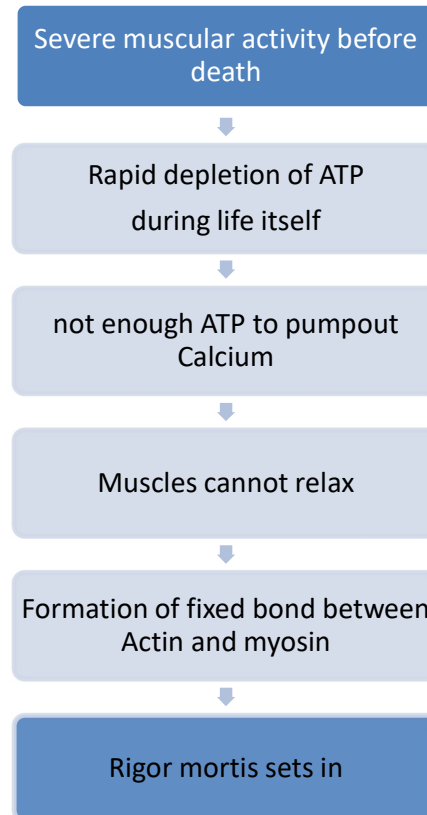 Severe muscular activity before
death
Rapid depletion of ATP
during life itself
not enough ATP to pumpout
Calcium
Muscles cannot relax
Formation of fixed bond between
Actin and myosin
Rigor mortis sets in